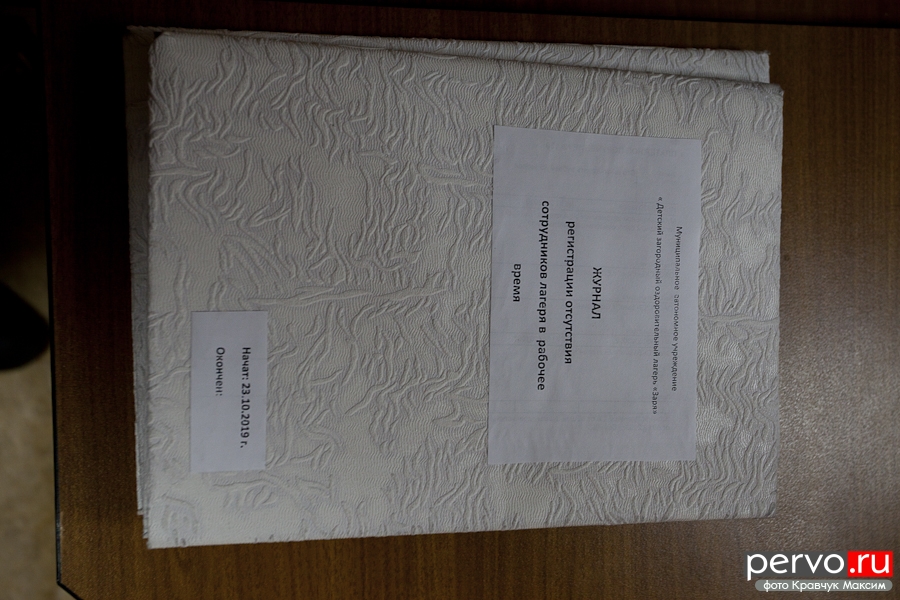 Муниципальное автономное учреждение
« Детский загородный оздоровительный лагерь «Заря»
ЖУРНАЛ
регистрации отсутствия
сотрудников лагеря в рабочее
время
Начат: 23.10.2019 г.
Окончен:
pervo.ru
фото Кравчук Максим